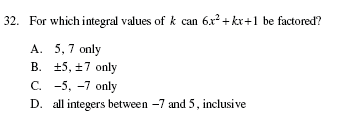 32. For which integral values of k can 6x² + kx + 1 be factored?
A. 5, 7 only
B. ±5, ±7 only
C. −5, −7 only
D. all integers between −7 and 5, inclusive